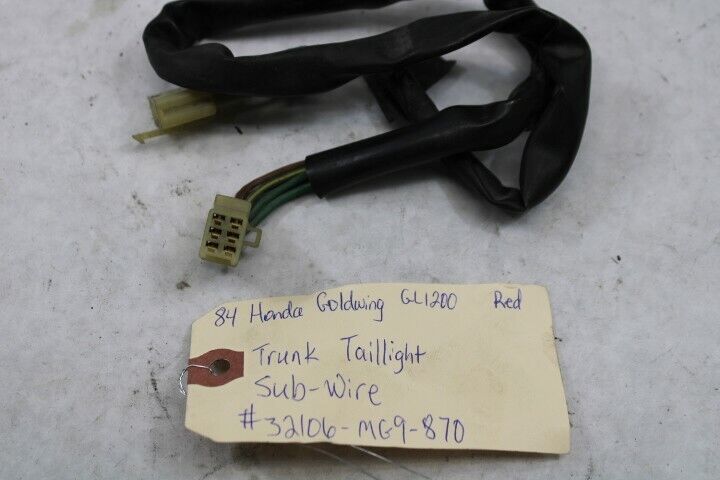 84 Honda Goldwing GL1200 Red
Trunk Taillight
Sub-Wire
#32106-MG9-870